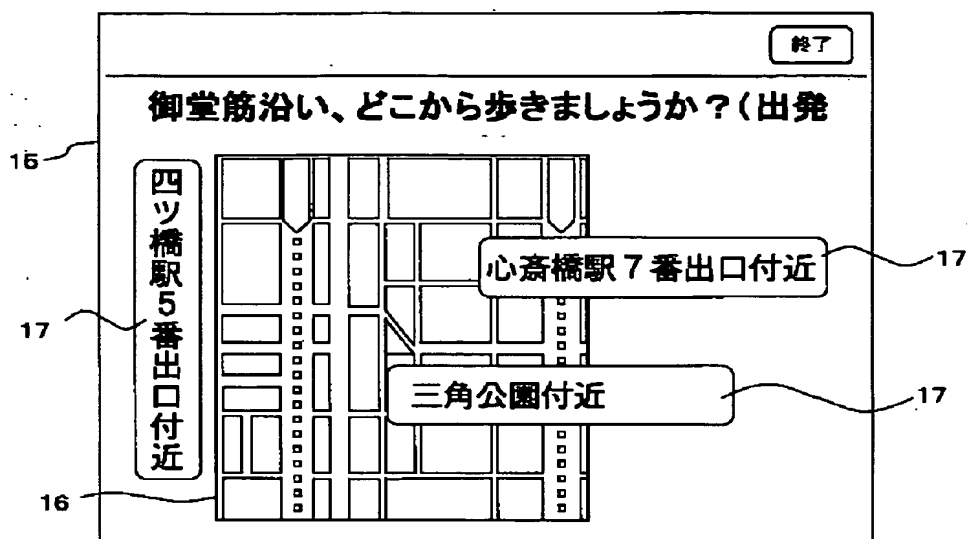 終了
御堂筋沿い、どこから歩きましょうか?(出発
15
四ツ橋駅5番出口付近
17
心斎橋駅7番出口付近
17
三角公園付近
17
16